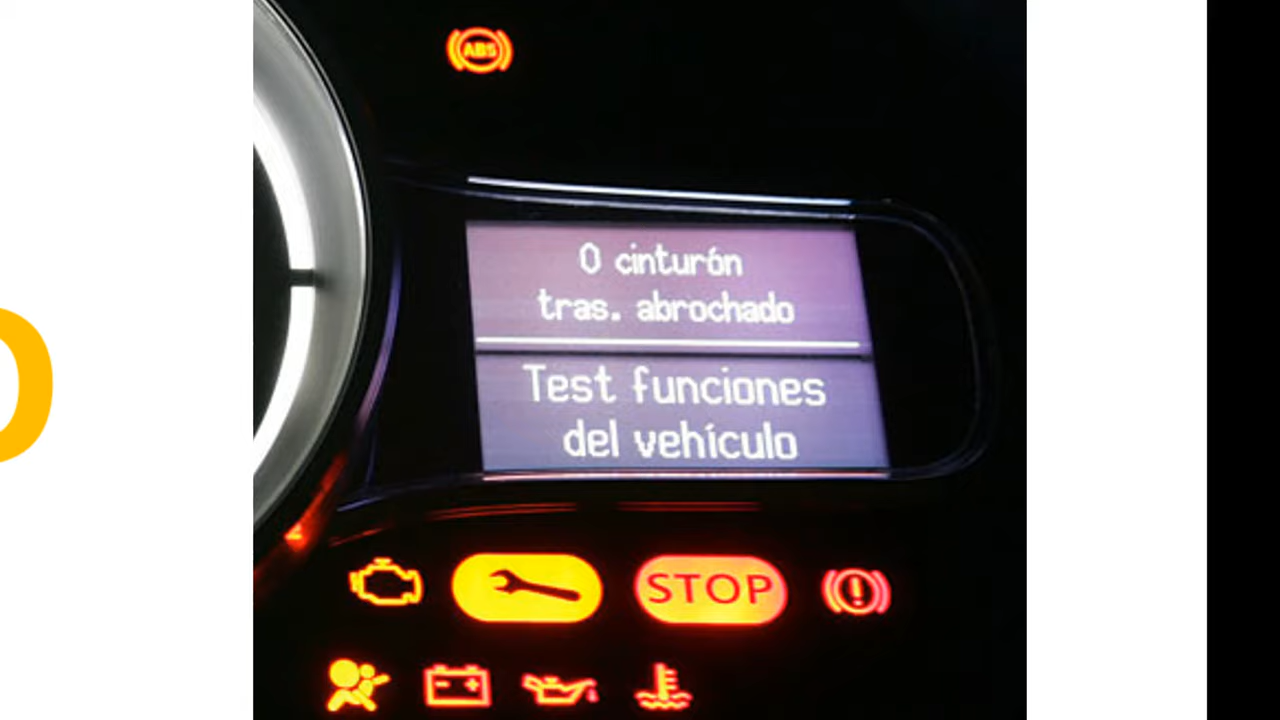 ABS
0 cinturón
tras. abrochado
Test funciones
del vehículo
STOP